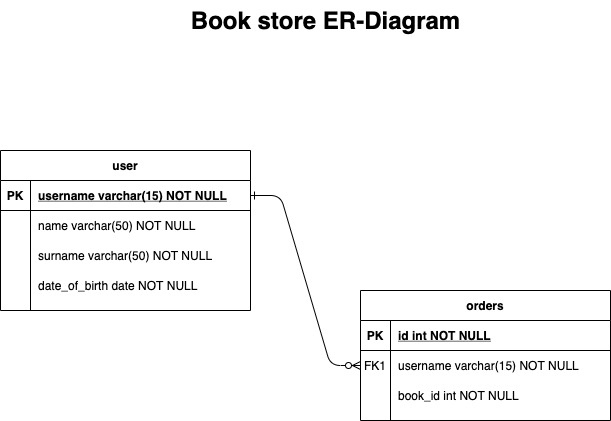 Book store ER-Diagram
user
PK username varchar(15) NOT NULL
name varchar(50) NOT NULL
surname varchar(50) NOT NULL
date_of_birth date NOT NULL
orders
PK id int NOT NULL
FK1 username varchar(15) NOT NULL
book_id int NOT NULL